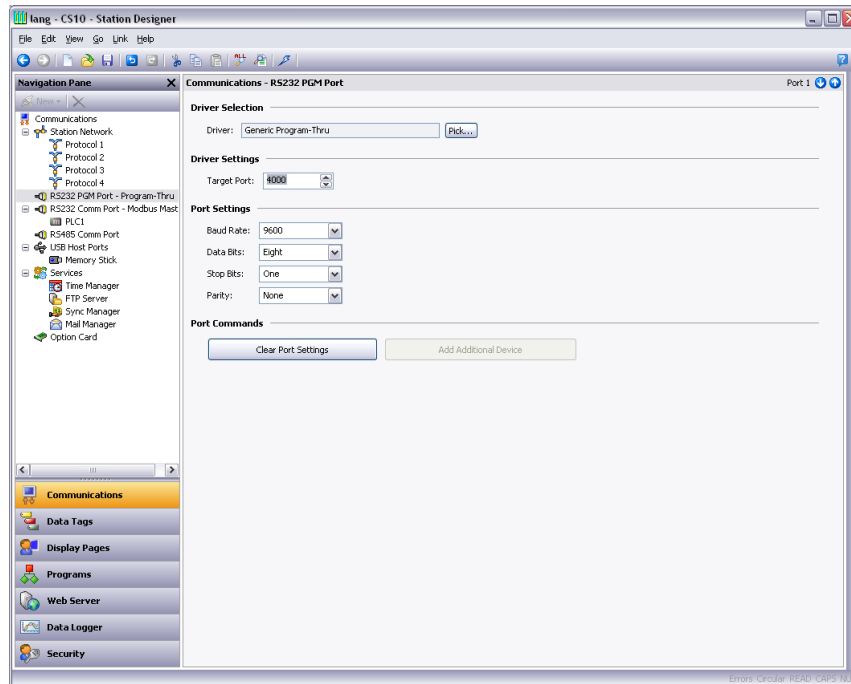 lang - CS10 - Station Designer
File Edit View Go Link Help
Navigation Pane
New
Communications
Station Network
Protocol 1
Protocol 2
Protocol 3
Protocol 4
RS232 PGM Port - Program-Thru
RS232 Comm Port - Modbus Mast
PLC1
RS485 Comm Port
USB Host Ports
Memory Stick
Services
Time Manager
FTP Server
Sync Manager
Mail Manager
Option Card
Communications
Data Tags
Display Pages
Programs
Web Server
Data Logger
Security
Communications - RS232 PGM Port Port 1
Driver Selection
Driver: Generic Program-Thru Pick...
Driver Settings
Target Port: 4000
Port Settings
Baud Rate: 9600
Data Bits: Eight
Stop Bits: One
Parity: None
Port Commands
Clear Port Settings Add Additional Device
Errors Circular READ CAPS NU